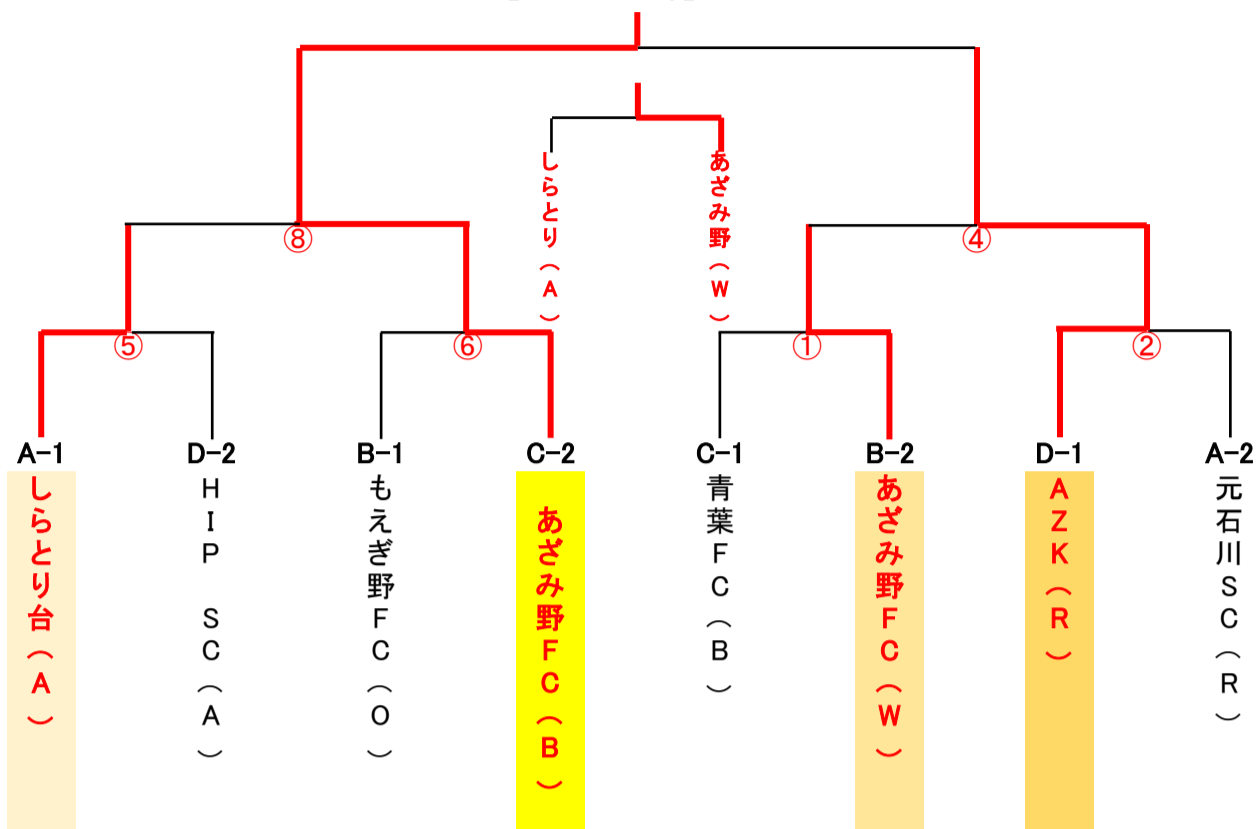 しらとり（A）
あざみ野（W）
⑧
④
⑤
⑥
①
②
A-1
D-2
B-1
C-2
C-1
B-2
D-1
A-2
しらとり台（A）
HIP SC（A）
もえぎ野FC（O）
あざみ野FC（B）
青葉FC（B）
あざみ野FC（W）
AZK（R）
元石川SC（R）